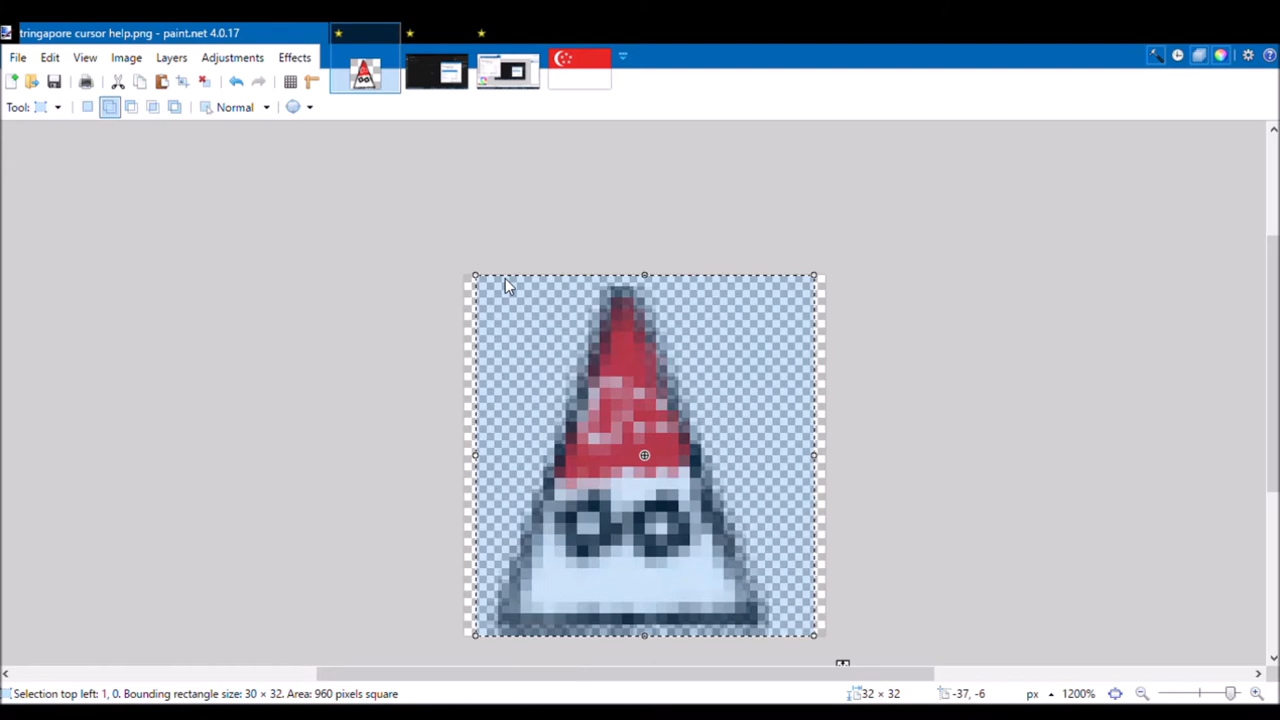 tringapore cursor help.png - paint.net 4.0.17
File Edit View Image Layers Adjustments Effects
Tool: Normal
Selection top left: 1, 0. Bounding rectangle size: 30 × 32. Area: 960 pixels square 32 × 32 -37, -6 px 1200%